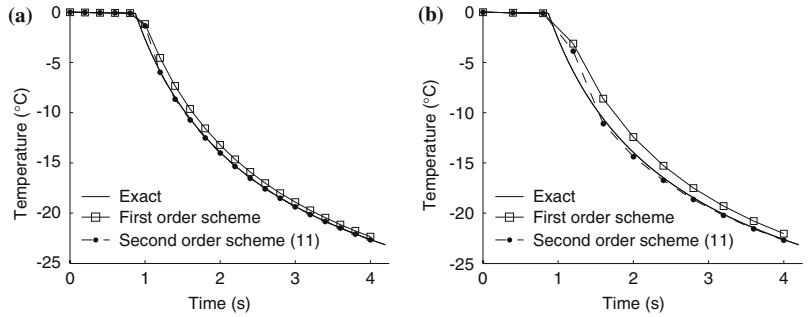 (a)
0
-5
-10
-15
-20
-25
Temperature (°C)
Exact
First order scheme
Second order scheme (11)
0
1
2
3
4
Time (s)
(b)
0
-5
-10
-15
-20
-25
Temperature (°C)
Exact
First order scheme
Second order scheme (11)
0
1
2
3
4
Time (s)